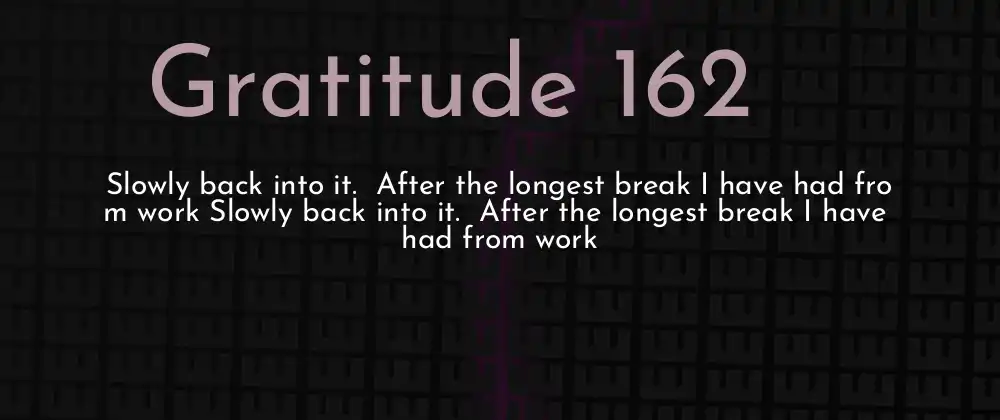 Gratitude 162
Slowly back into it.  After the longest break I have had fro
m work Slowly back into it.  After the longest break I have
had from work